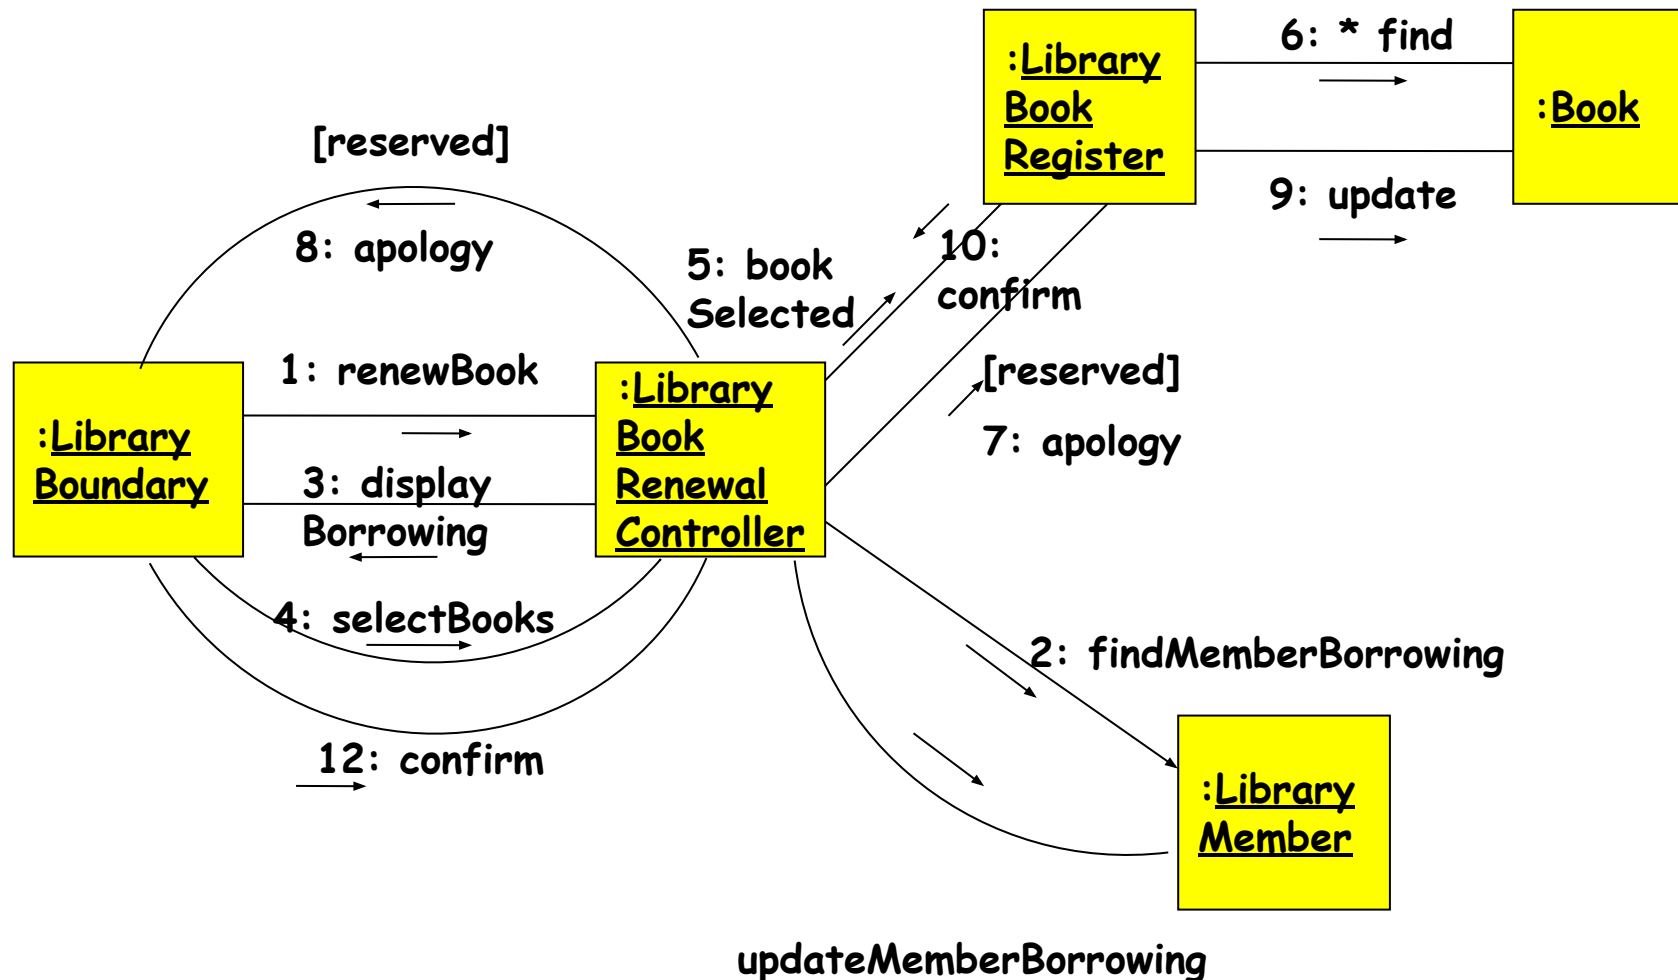 6: * find
:Library
Book
Register
:Book
[reserved]
9: update
8: apology
5: book
Selected
10:
confirm
1: renewBook
:Library
Book
Renewal
Controller
[reserved]
7: apology
:Library
Boundary
3: display
Borrowing
4: selectBooks
2: findMemberBorrowing
12: confirm
:Library
Member
updateMemberBorrowing